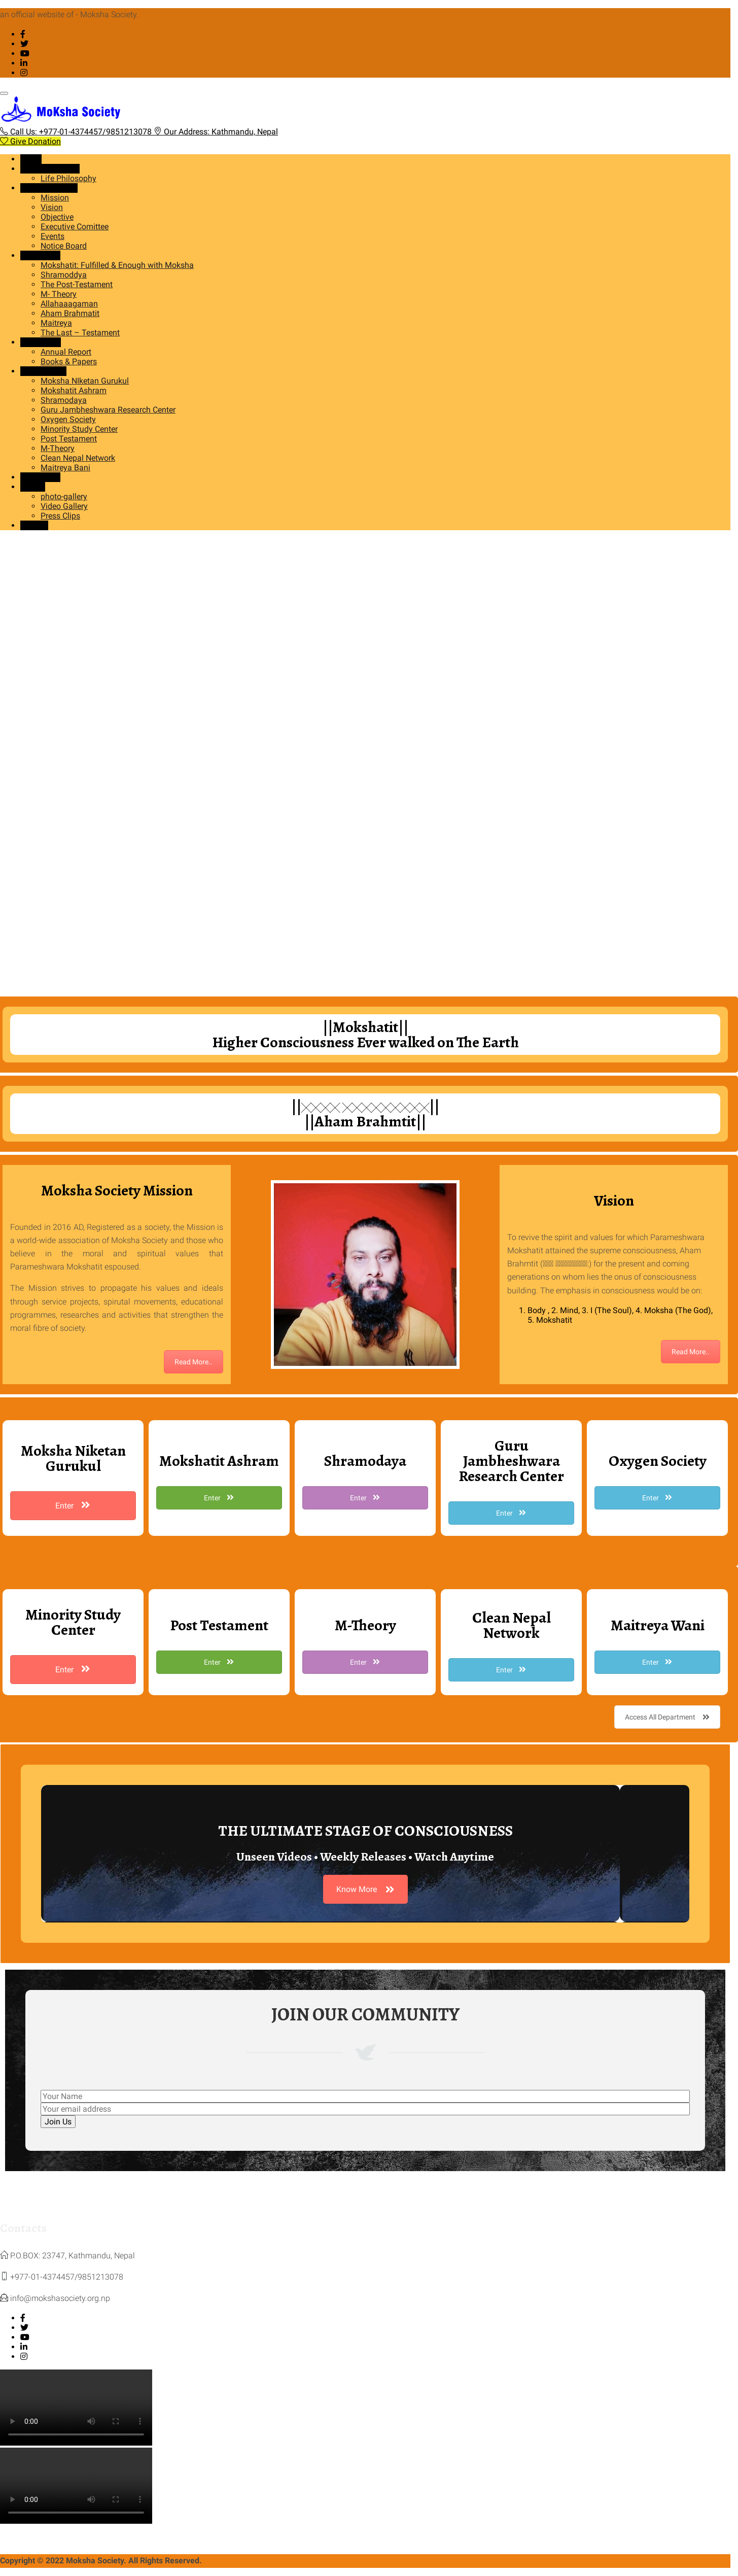 an official website of - Moksha Society
MoKsha Society
Call Us: +977-01-4374457/9851213078 Our Address: Kathmandu, Nepal
Give Donation
Life Philosophy
Mission
Vision
Objective
Executive Comittee
Events
Notice Board
Mokshatit: Fulfilled & Enough with Moksha
Shramoddya
The Post-Testament
M- Theory
Allahaaagaman
Aham Brahmatit
Maitreya
The Last – Testament
Annual Report
Books & Papers
Moksha NIketan Gurukul
Mokshatit Ashram
Shramodaya
Guru Jambheshwara Research Center
Oxygen Society
Minority Study Center
Post Testament
M-Theory
Clean Nepal Network
Maitreya Bani
photo-gallery
Video Gallery
Press Clips
||Mokshatit||
Higher Consciousness Ever walked on The Earth
||Aham Brahmtit||
Moksha Society Mission
Founded in 2016 AD, Registered as a society, the Mission is
a world-wide association of Moksha Society and those who
believe in the moral and spiritual values that
Parameshwara Mokshatit espoused.
The Mission strives to propagate his values and ideals
through service projects, spirutal movements, educational
programmes, researches and activities that strengthen the
moral fibre of society.
Read More...
Vision
To revive the spirit and values for which Parameshwara
Mokshatit attained the supreme consciousness, Aham
Brahmtit ( ) for the present and coming
generations on whom lies the onus of consciousness
building. The emphasis in consciousness would be on:
1. Body , 2. Mind, 3. I (The Soul), 4. Moksha (The God),
5. Mokshatit
Read More..
Moksha Niketan
Gurukul
Enter
Mokshatit Ashram
Enter
Shramodaya
Enter
Guru
Jambheshwara
Research Center
Enter
Oxygen Society
Enter
Minority Study
Center
Enter
Post Testament
Enter
M-Theory
Enter
Clean Nepal
Network
Enter
Maitreya Wani
Enter
Access All Department
THE ULTIMATE STAGE OF CONSCIOUSNESS
Unseen Videos • Weekly Releases • Watch Anytime
Know More
JOIN OUR COMMUNITY
Your Name
Your email address
Join Us
Contacts
P.O.BOX: 23747, Kathmandu, Nepal
+977-01-4374457/9851213078
info@mokshasociety.org.np
0:00
0:00
Copyright © 2022 Moksha Society. All Rights Reserved.